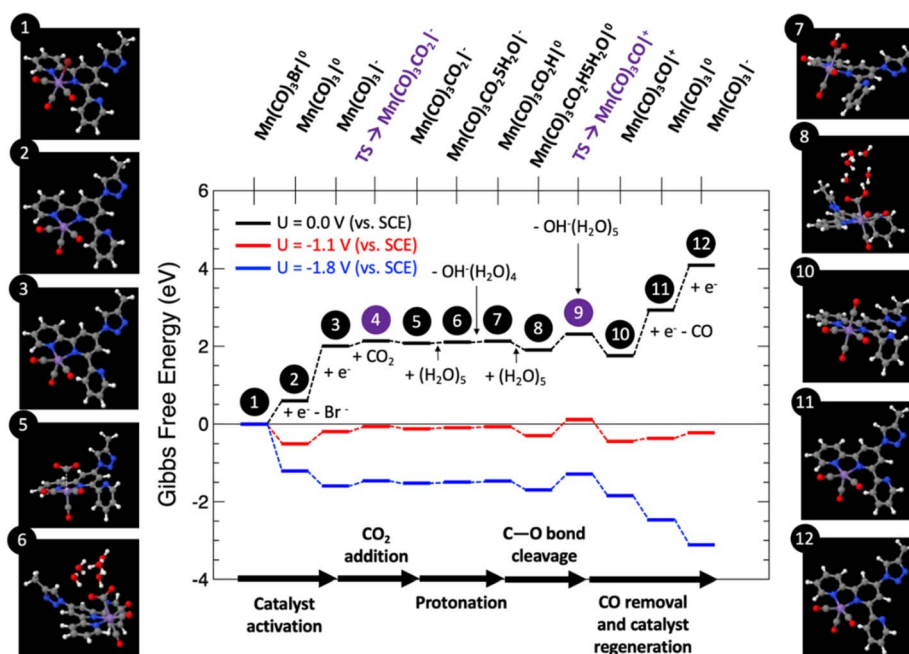 Mn(CO)₃Br|⁰
Mn(CO)₃|⁰
Mn(CO)₃|⁻
TS → Mn(CO)₃CO₂|⁻
Mn(CO)₃CO₂|⁻
Mn(CO)₃CO₂5H₂O|⁻
Mn(CO)₃CO₂H|⁰
Mn(CO)₃CO₂H5H₂O|⁰
TS → Mn(CO)₃CO|⁺
Mn(CO)₃CO|⁺
Mn(CO)₃|⁰
Mn(CO)₃|⁻
1
2
3
5
6
7
8
10
11
12
Gibbs Free Energy (eV)
6
4
2
0
-2
-4
U = 0.0 V (vs. SCE)
U = -1.1 V (vs. SCE)
U = -1.8 V (vs. SCE)
- OH⁻(H₂O)₅
- OH⁻(H₂O)₄
1
2
3
4
5
6
7
8
9
10
11
12
+ e⁻ - Br⁻
+ e⁻
+ CO₂
+ (H₂O)₅
+ (H₂O)₅
+ e⁻ - CO
+ e⁻
CO₂
addition
C—O bond
cleavage
Catalyst
activation
Protonation
CO removal
and catalyst
regeneration